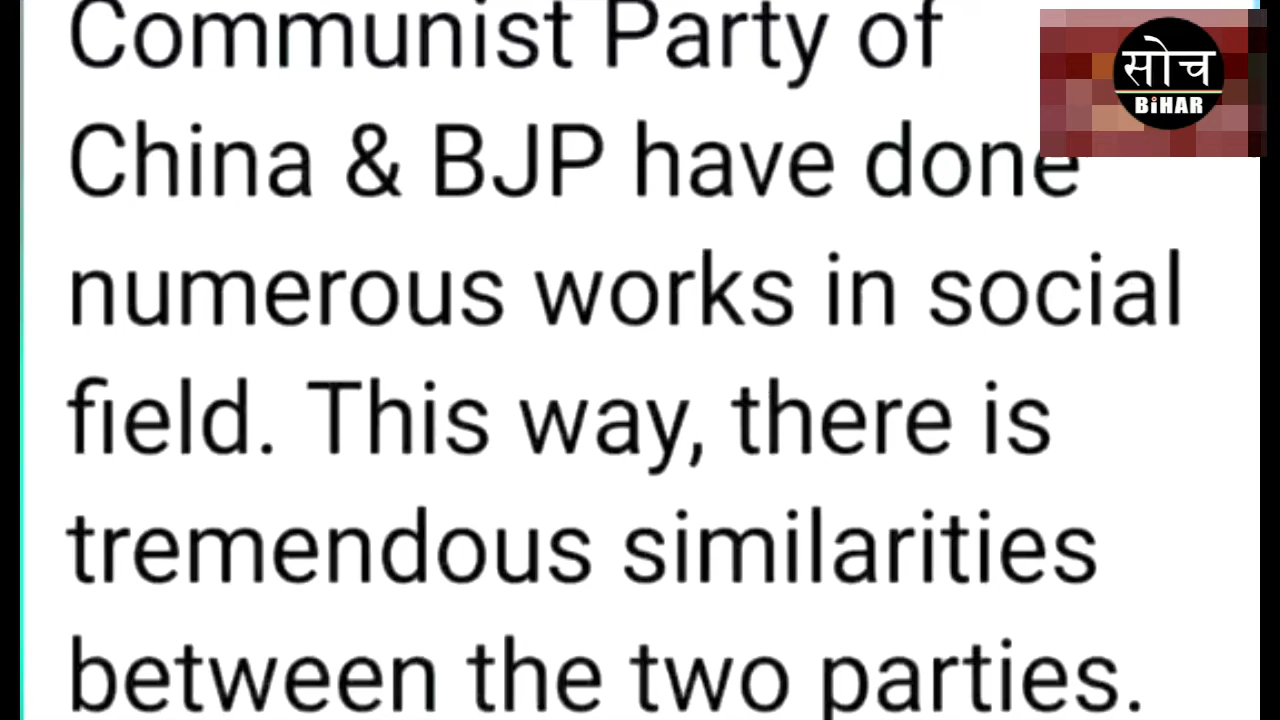 Communist Party of
सोच
BiHAR
China & BJP have done
numerous works in social
field. This way, there is
tremendous similarities
between the two parties.